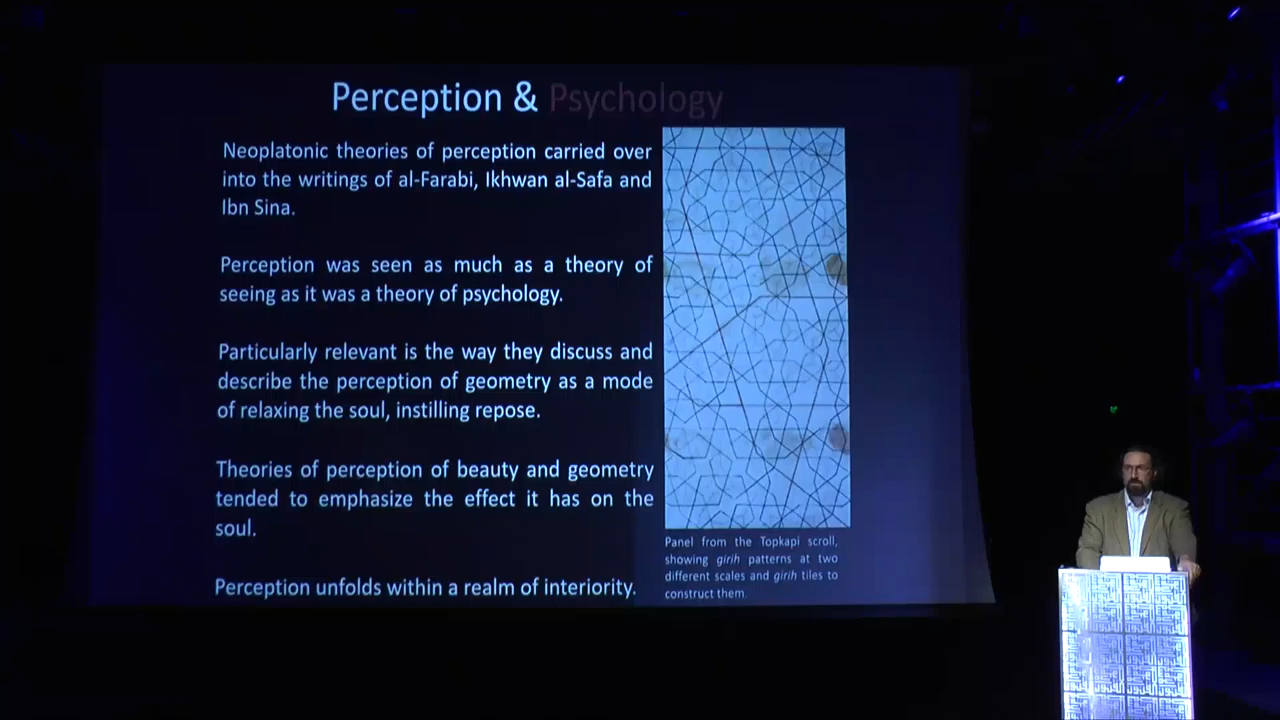 Perception & Psychology
Neoplatonic theories of perception carried over
into the writings of al-Farabi, Ikhwan al-Safa and
Ibn Sina.
Perception was seen as much as a theory of
seeing as it was a theory of psychology.
Particularly relevant is the way they discuss and
describe the perception of geometry as a mode
of relaxing the soul, instilling repose.
Theories of perception of beauty and geometry
tended to emphasize the effect it has on the
soul.
Perception unfolds within a realm of interiority.
Panel from the Topkapi scroll,
showing girih patterns at two
different scales and girih tiles to
construct them.